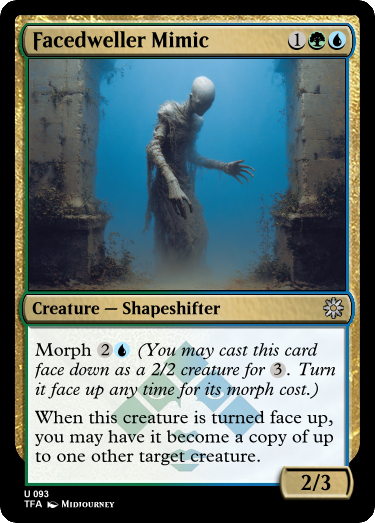 Facedweller Mimic 1
Creature — Shapeshifter
Morph 2 (You may cast this card
face down as a 2/2 creature for 3. Turn
it face up any time for its morph cost.)
When this creature is turned face up,
you may have it become a copy of up
to one other target creature.
2/3
U 093
TFA Midjourney